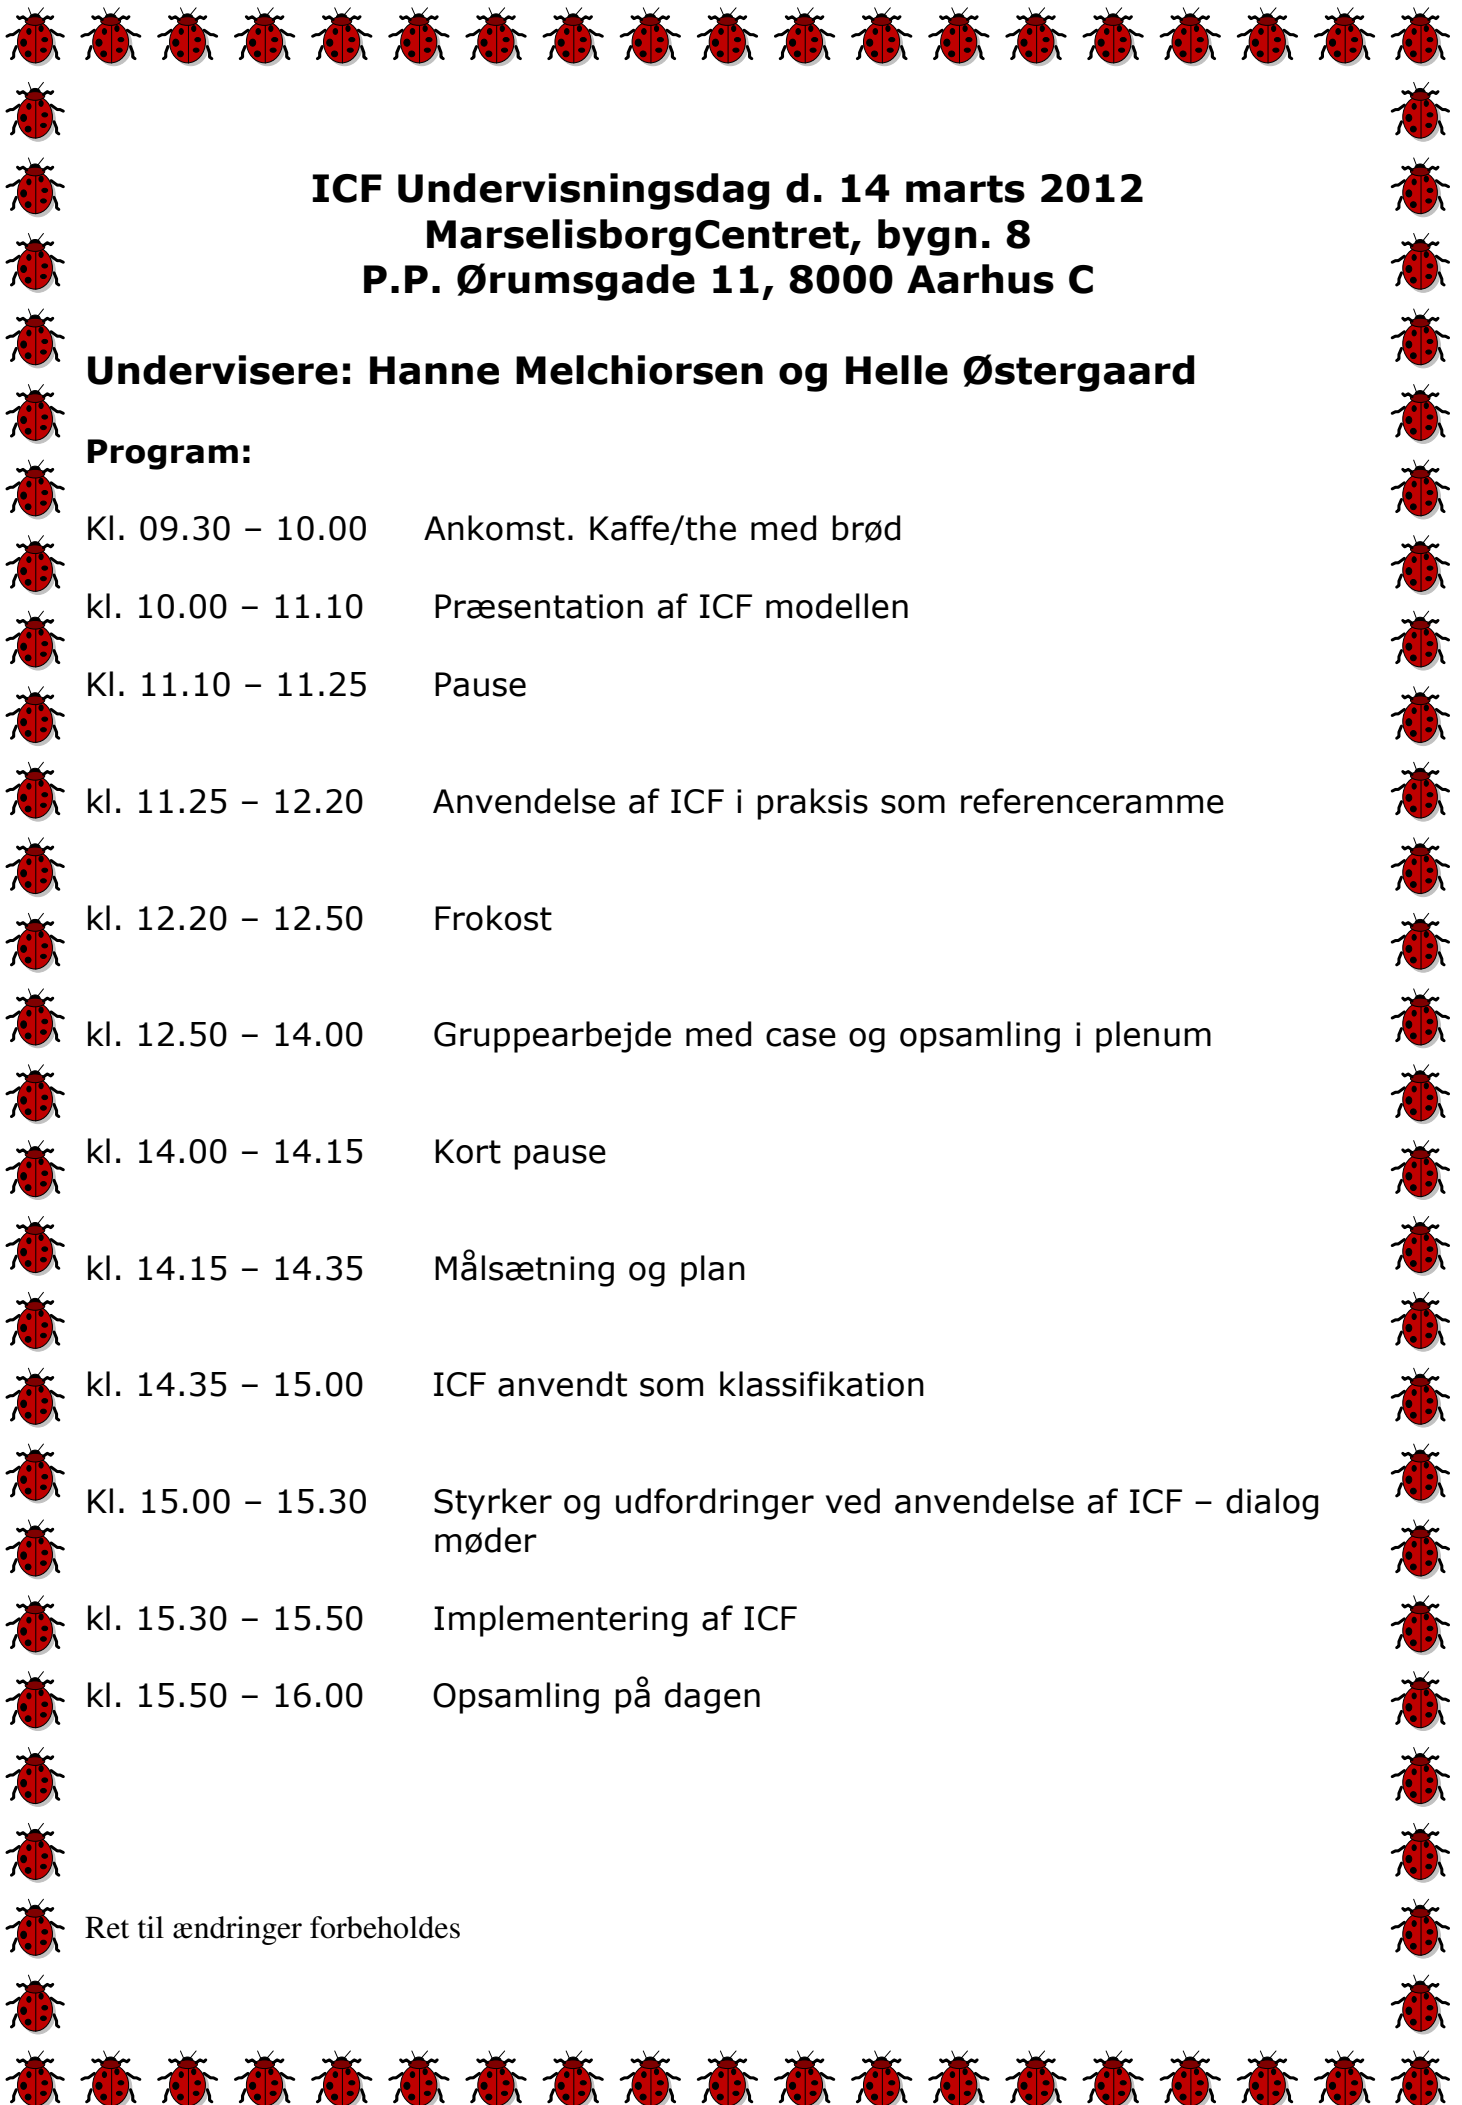 ICF Undervisningsdag d. 14 marts 2012
MarselisborgCentret, bygn. 8
P.P. Ørumsgade 11, 8000 Aarhus C
Undervisere: Hanne Melchiorsen og Helle Østergaard
Program:
Kl. 09.30 – 10.00 Ankomst. Kaffe/the med brød
kl. 10.00 – 11.10 Præsentation af ICF modellen
Kl. 11.10 – 11.25 Pause
kl. 11.25 – 12.20 Anvendelse af ICF i praksis som referenceramme
kl. 12.20 – 12.50 Frokost
kl. 12.50 – 14.00 Gruppearbejde med case og opsamling i plenum
kl. 14.00 – 14.15 Kort pause
kl. 14.15 – 14.35 Målsætning og plan
kl. 14.35 – 15.00 ICF anvendt som klassifikation
Kl. 15.00 – 15.30 Styrker og udfordringer ved anvendelse af ICF – dialog
møder
kl. 15.30 – 15.50 Implementering af ICF
kl. 15.50 – 16.00 Opsamling på dagen
Ret til ændringer forbeholdes